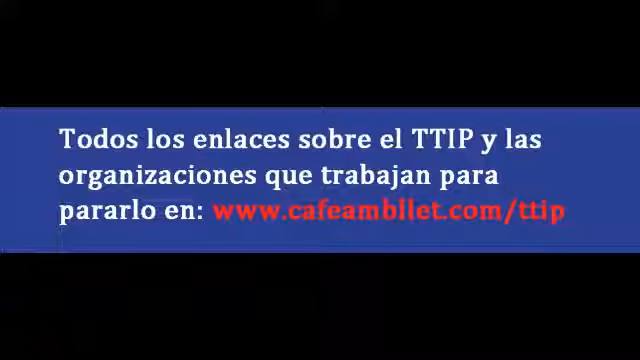 Todos los enlaces sobre el TTIP y las
organizaciones que trabajan para
pararlo en: www.cafeambllet.com/ttip